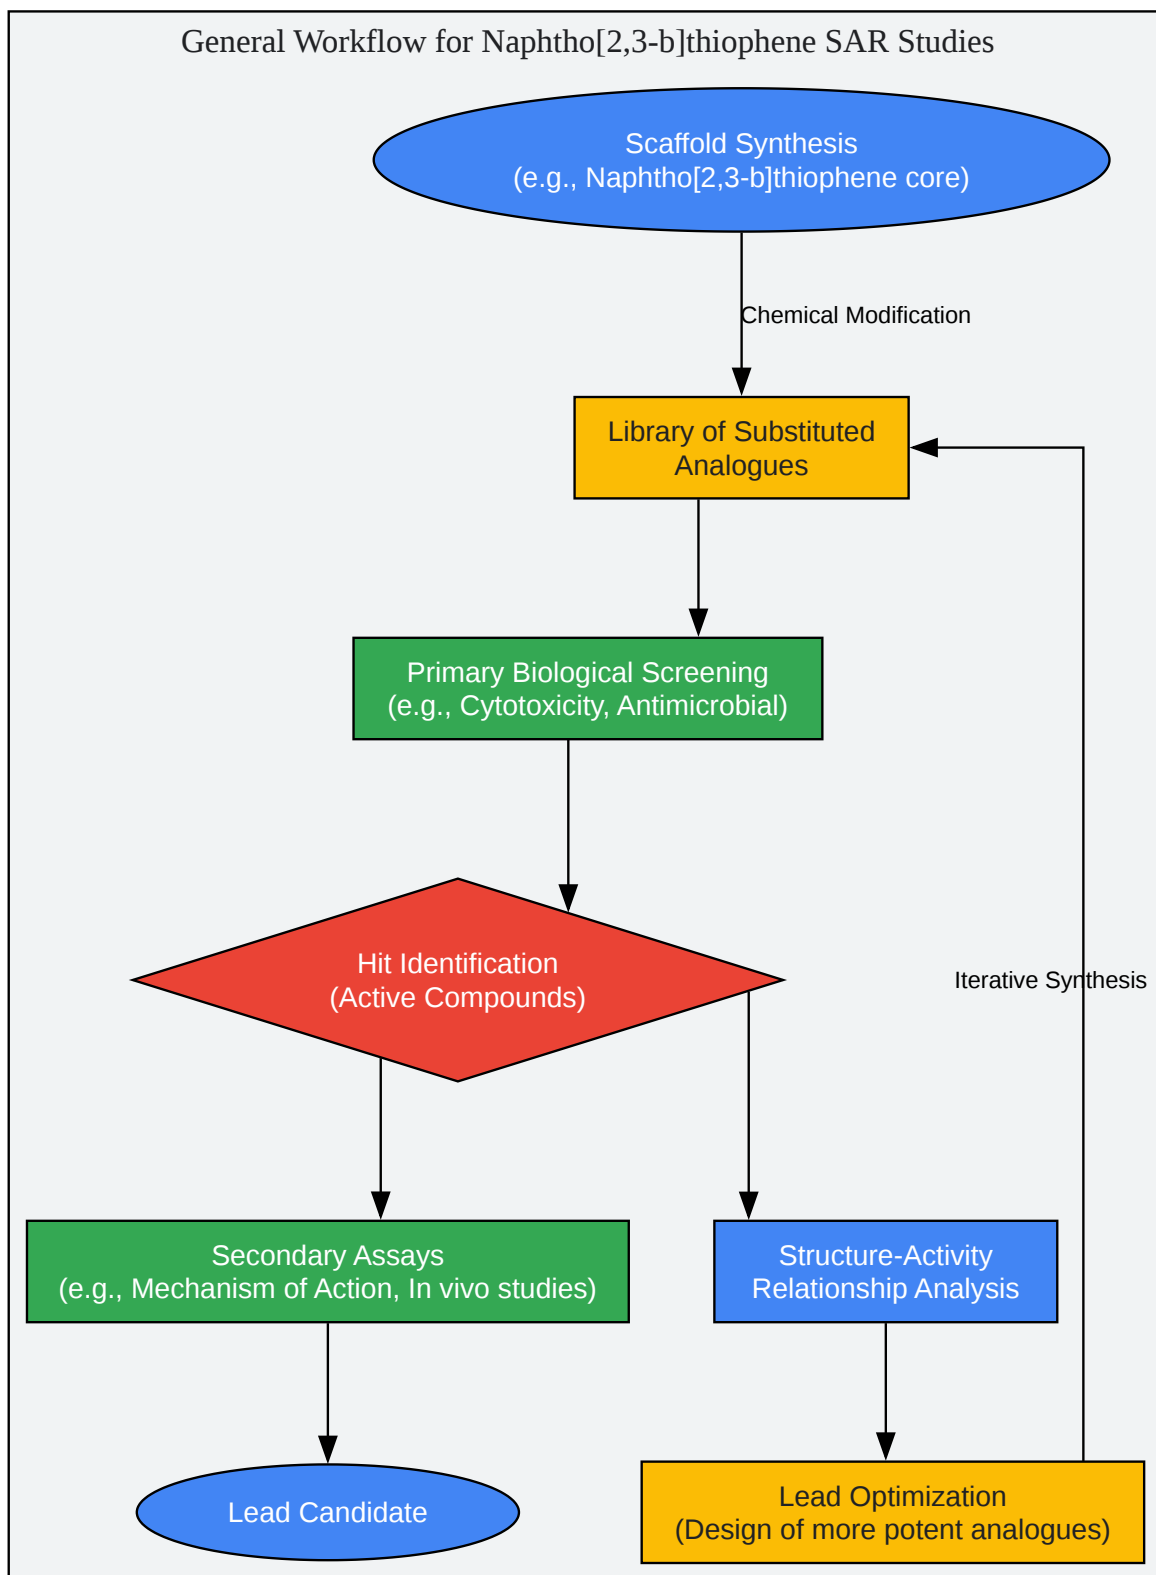 General Workflow for Naphtho[2,3-b]thiophene SAR Studies
Scaffold Synthesis
(e.g., Naphtho[2,3-b]thiophene core)
Chemical Modification
Library of Substituted
Analogues
Primary Biological Screening
(e.g., Cytotoxicity, Antimicrobial)
Hit Identification
(Active Compounds)
Iterative Synthesis
Secondary Assays
(e.g., Mechanism of Action, In vivo studies)
Structure-Activity
Relationship Analysis
Lead Candidate
Lead Optimization
(Design of more potent analogues)